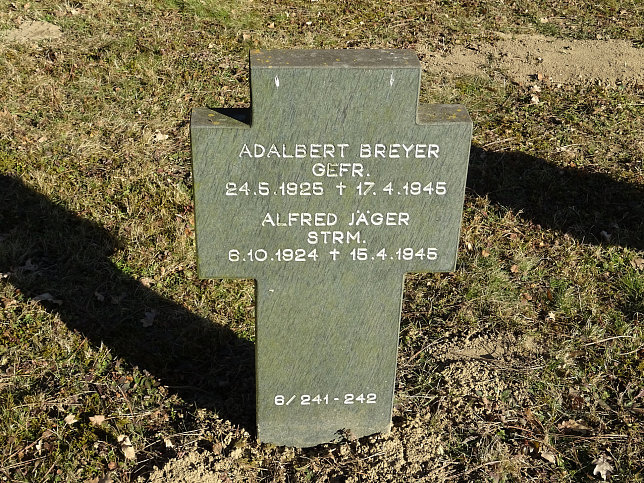 ADALBERT BREYER
GEFR.
24.5.1925 ✝ 17.4.1945
ALFRED JÄGER
STRM.
6.10.1924 ✝ 15.4.1945
6/241-242